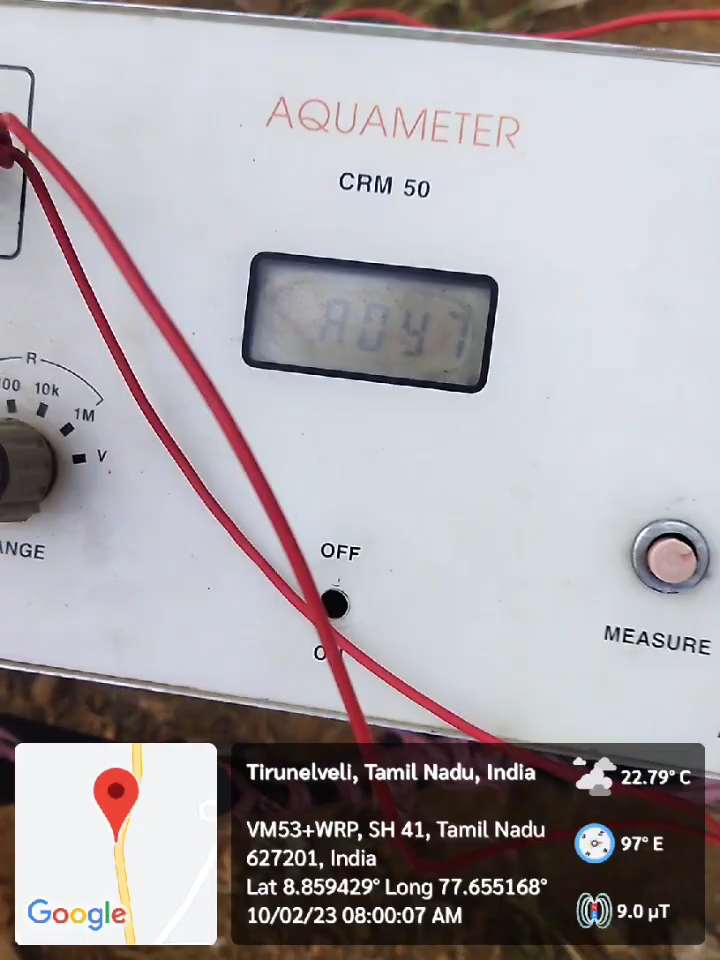 AQUAMETER
CRM 50
R
10k
1M
V
OFF
MEASURE
Tirunelveli, Tamil Nadu, India
22.79° C
VM53+WRP, SH 41, Tamil Nadu
627201, India
97° E
Lat 8.859429° Long 77.655168°
10/02/23 08:00:07 AM
9.0 µT
Google